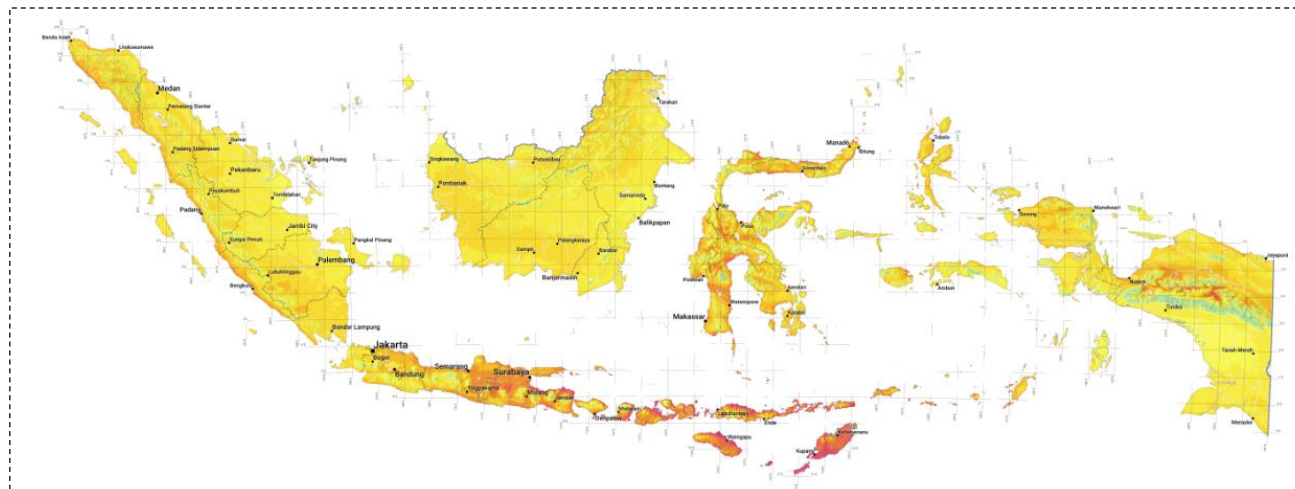 Banda Aceh
Lhokseumawe
Medan
Pematang Siantar
Dumai
Padang Sidempuan
Tanjung Pinang
Pekanbaru
Payakumbuh
Tembilahan
Padang
Jambi City
Sungai Penuh
Pangkal Pinang
Palembang
Lubuklinggau
Bengkulu
Bandar Lampung
Jakarta
Bogor
Bandung
Semarang
Surabaya
Yogyakarta
Malang
Jember
Denpasar
Mataram
Labuhanbajo
Ende
Waingapu
Kupang
Singkawang
Putussibau
Pontianak
Tarakan
Bontang
Samarinda
Balikpapan
Sampit
Palangkaraya
Barabai
Banjarmasin
Manado
Bitung
Gorontalo
Palu
Poso
Kendari
Watampone
Makassar
Tobelo
Sorong
Manokwari
Ambon
Nabire
Timika
Jayapura
Tanah Merah
Merauke